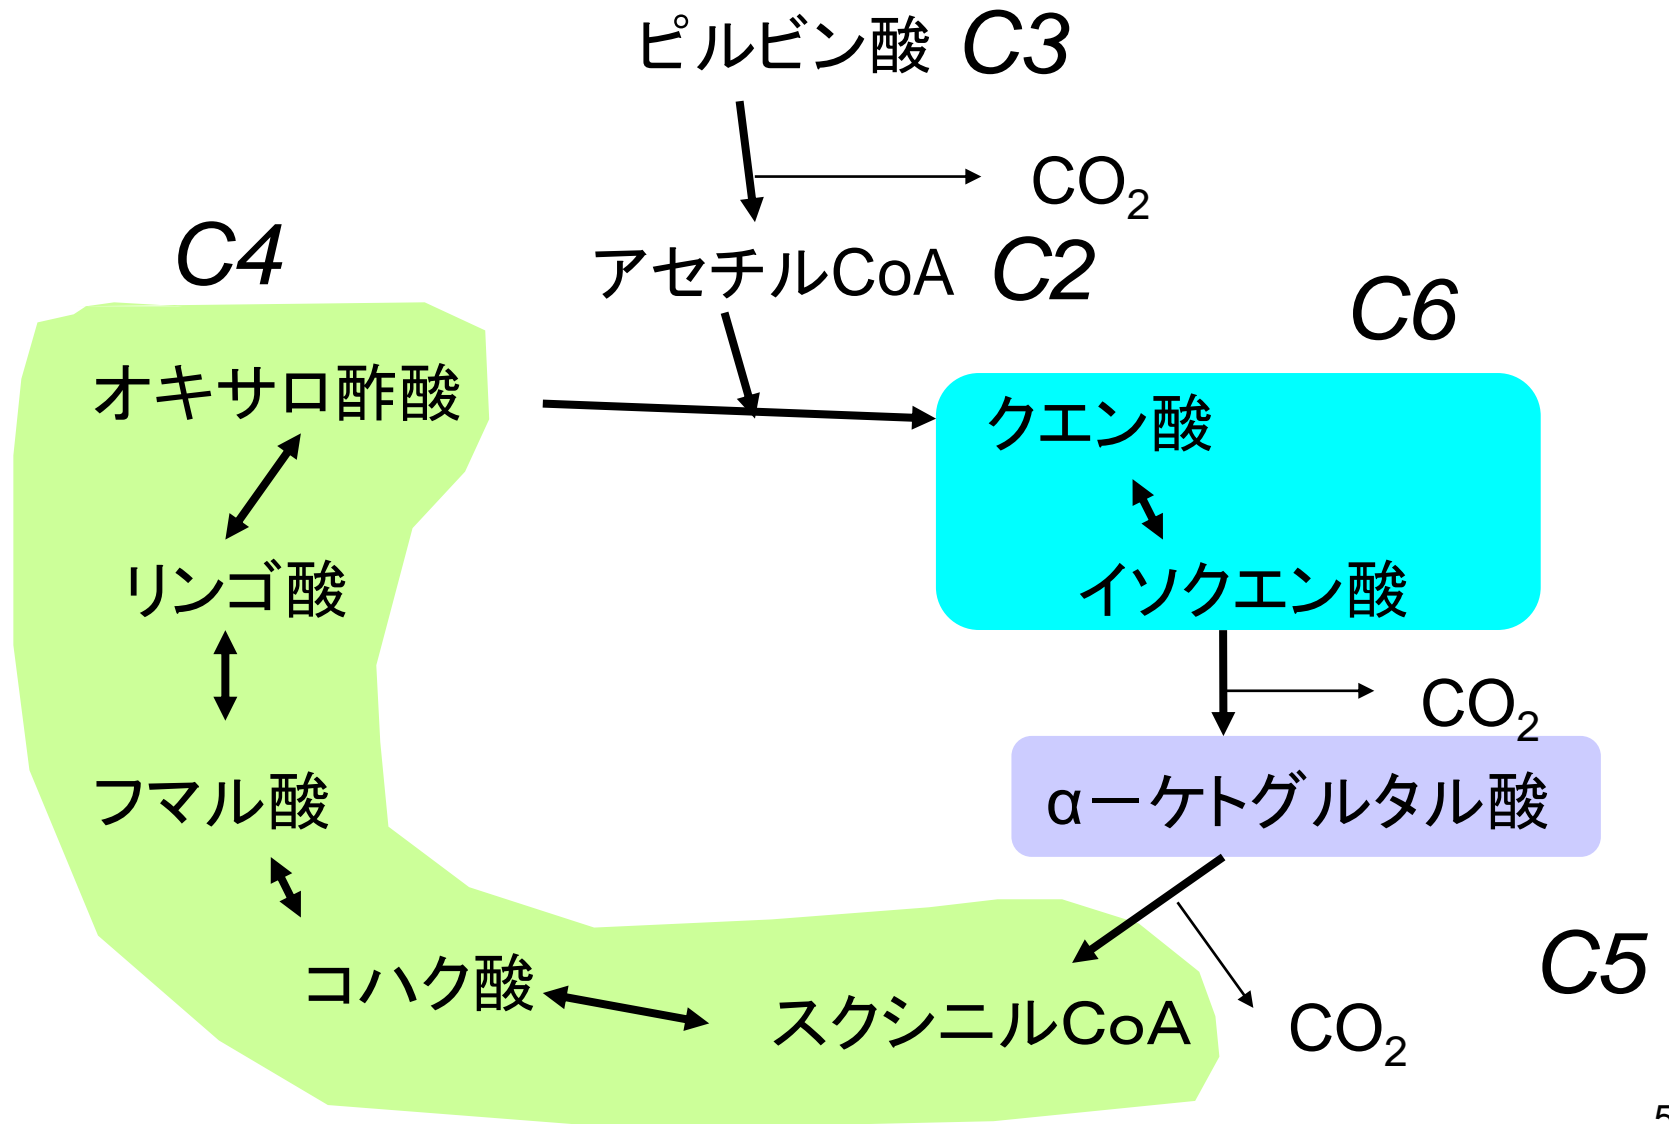 ピルビン酸 C3
CO2
アセチルCoA C2
C4
C6
オキサロ酢酸
クエン酸
リンゴ酸
イソクエン酸
CO2
フマル酸
α－ケトグルタル酸
コハク酸
C5
スクシニルCoA
CO2
5